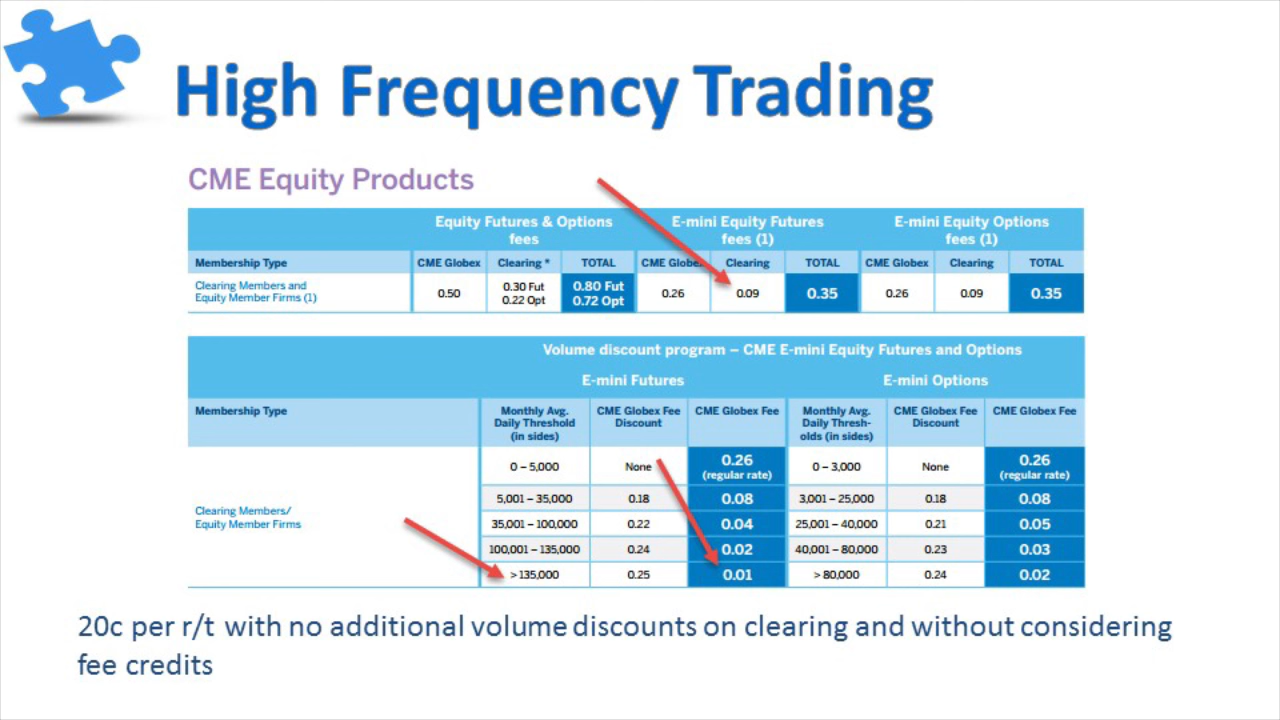 High Frequency Trading
CME Equity Products
Equity Futures & Options fees E-mini Equity Futures fees (1) E-mini Equity Options fees (1)
Membership Type CME Globex Clearing * TOTAL CME Globex Clearing TOTAL CME Globex Clearing TOTAL
Clearing Members and Equity Member Firms (1) 0.50 0.30 Fut 0.22 Opt 0.80 Fut 0.72 Opt 0.26 0.09 0.35 0.26 0.09 0.35
Volume discount program – CME E-mini Equity Futures and Options
E-mini Futures E-mini Options
Membership Type Monthly Avg. Daily Threshold (in sides) CME Globex Fee Discount CME Globex Fee Monthly Avg. Daily Thresh-olds (in sides) CME Globex Fee Discount CME Globex Fee
Clearing Members/ Equity Member Firms
0 – 5,000 None 0.26 (regular rate) 0 – 3,000 None 0.26 (regular rate)
5,001 – 35,000 0.18 0.08 3,001 – 25,000 0.18 0.08
35,001 – 100,000 0.22 0.04 25,001 – 40,000 0.21 0.05
100,001 – 135,000 0.24 0.02 40,001 – 80,000 0.23 0.03
> 135,000 0.25 0.01 > 80,000 0.24 0.02
20c per r/t with no additional volume discounts on clearing and without considering
fee credits